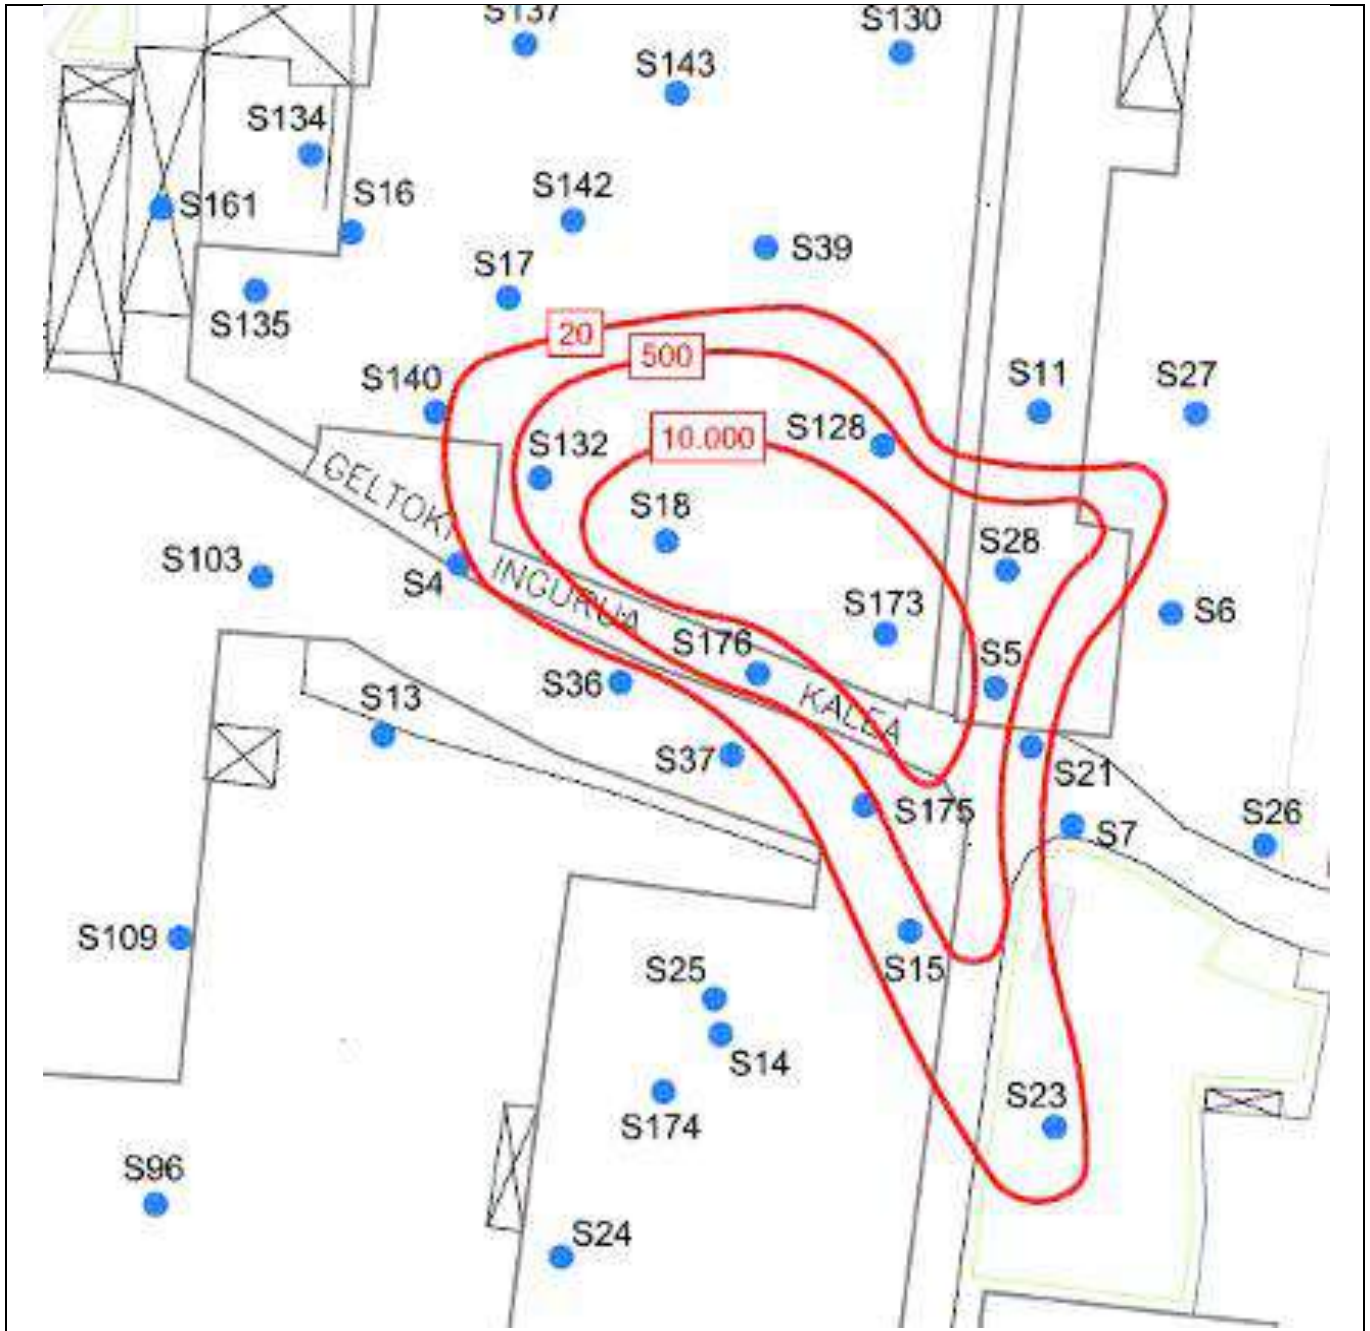 S137
S130
S143
S134
S142
S16
S161
S39
S17
S135
20
500
S140
S11
S27
10.000
S128
S132
GELTOKI INGURUA KALEA
S18
S28
S103
S4
S173
S6
S176
S5
S36
S13
S37
S21
S175
S7
S26
S109
S15
S25
S14
S23
S174
S96
S24